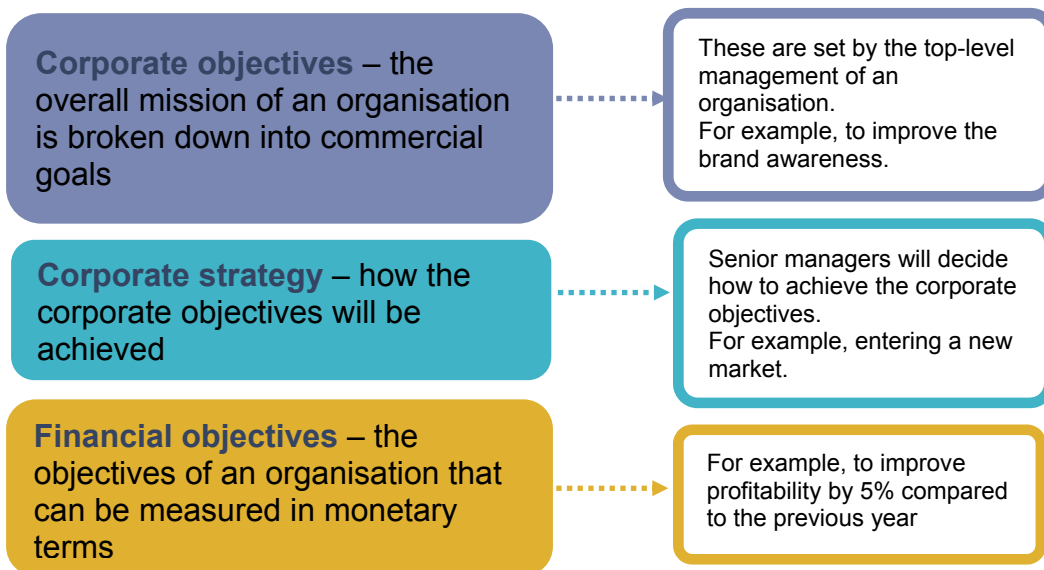 Corporate objectives – the
overall mission of an organisation
is broken down into commercial
goals
These are set by the top-level
management of an
organisation.
For example, to improve the
brand awareness.
Corporate strategy – how the
corporate objectives will be
achieved
Senior managers will decide
how to achieve the corporate
objectives.
For example, entering a new
market.
Financial objectives – the
objectives of an organisation that
can be measured in monetary
terms
For example, to improve
profitability by 5% compared
to the previous year